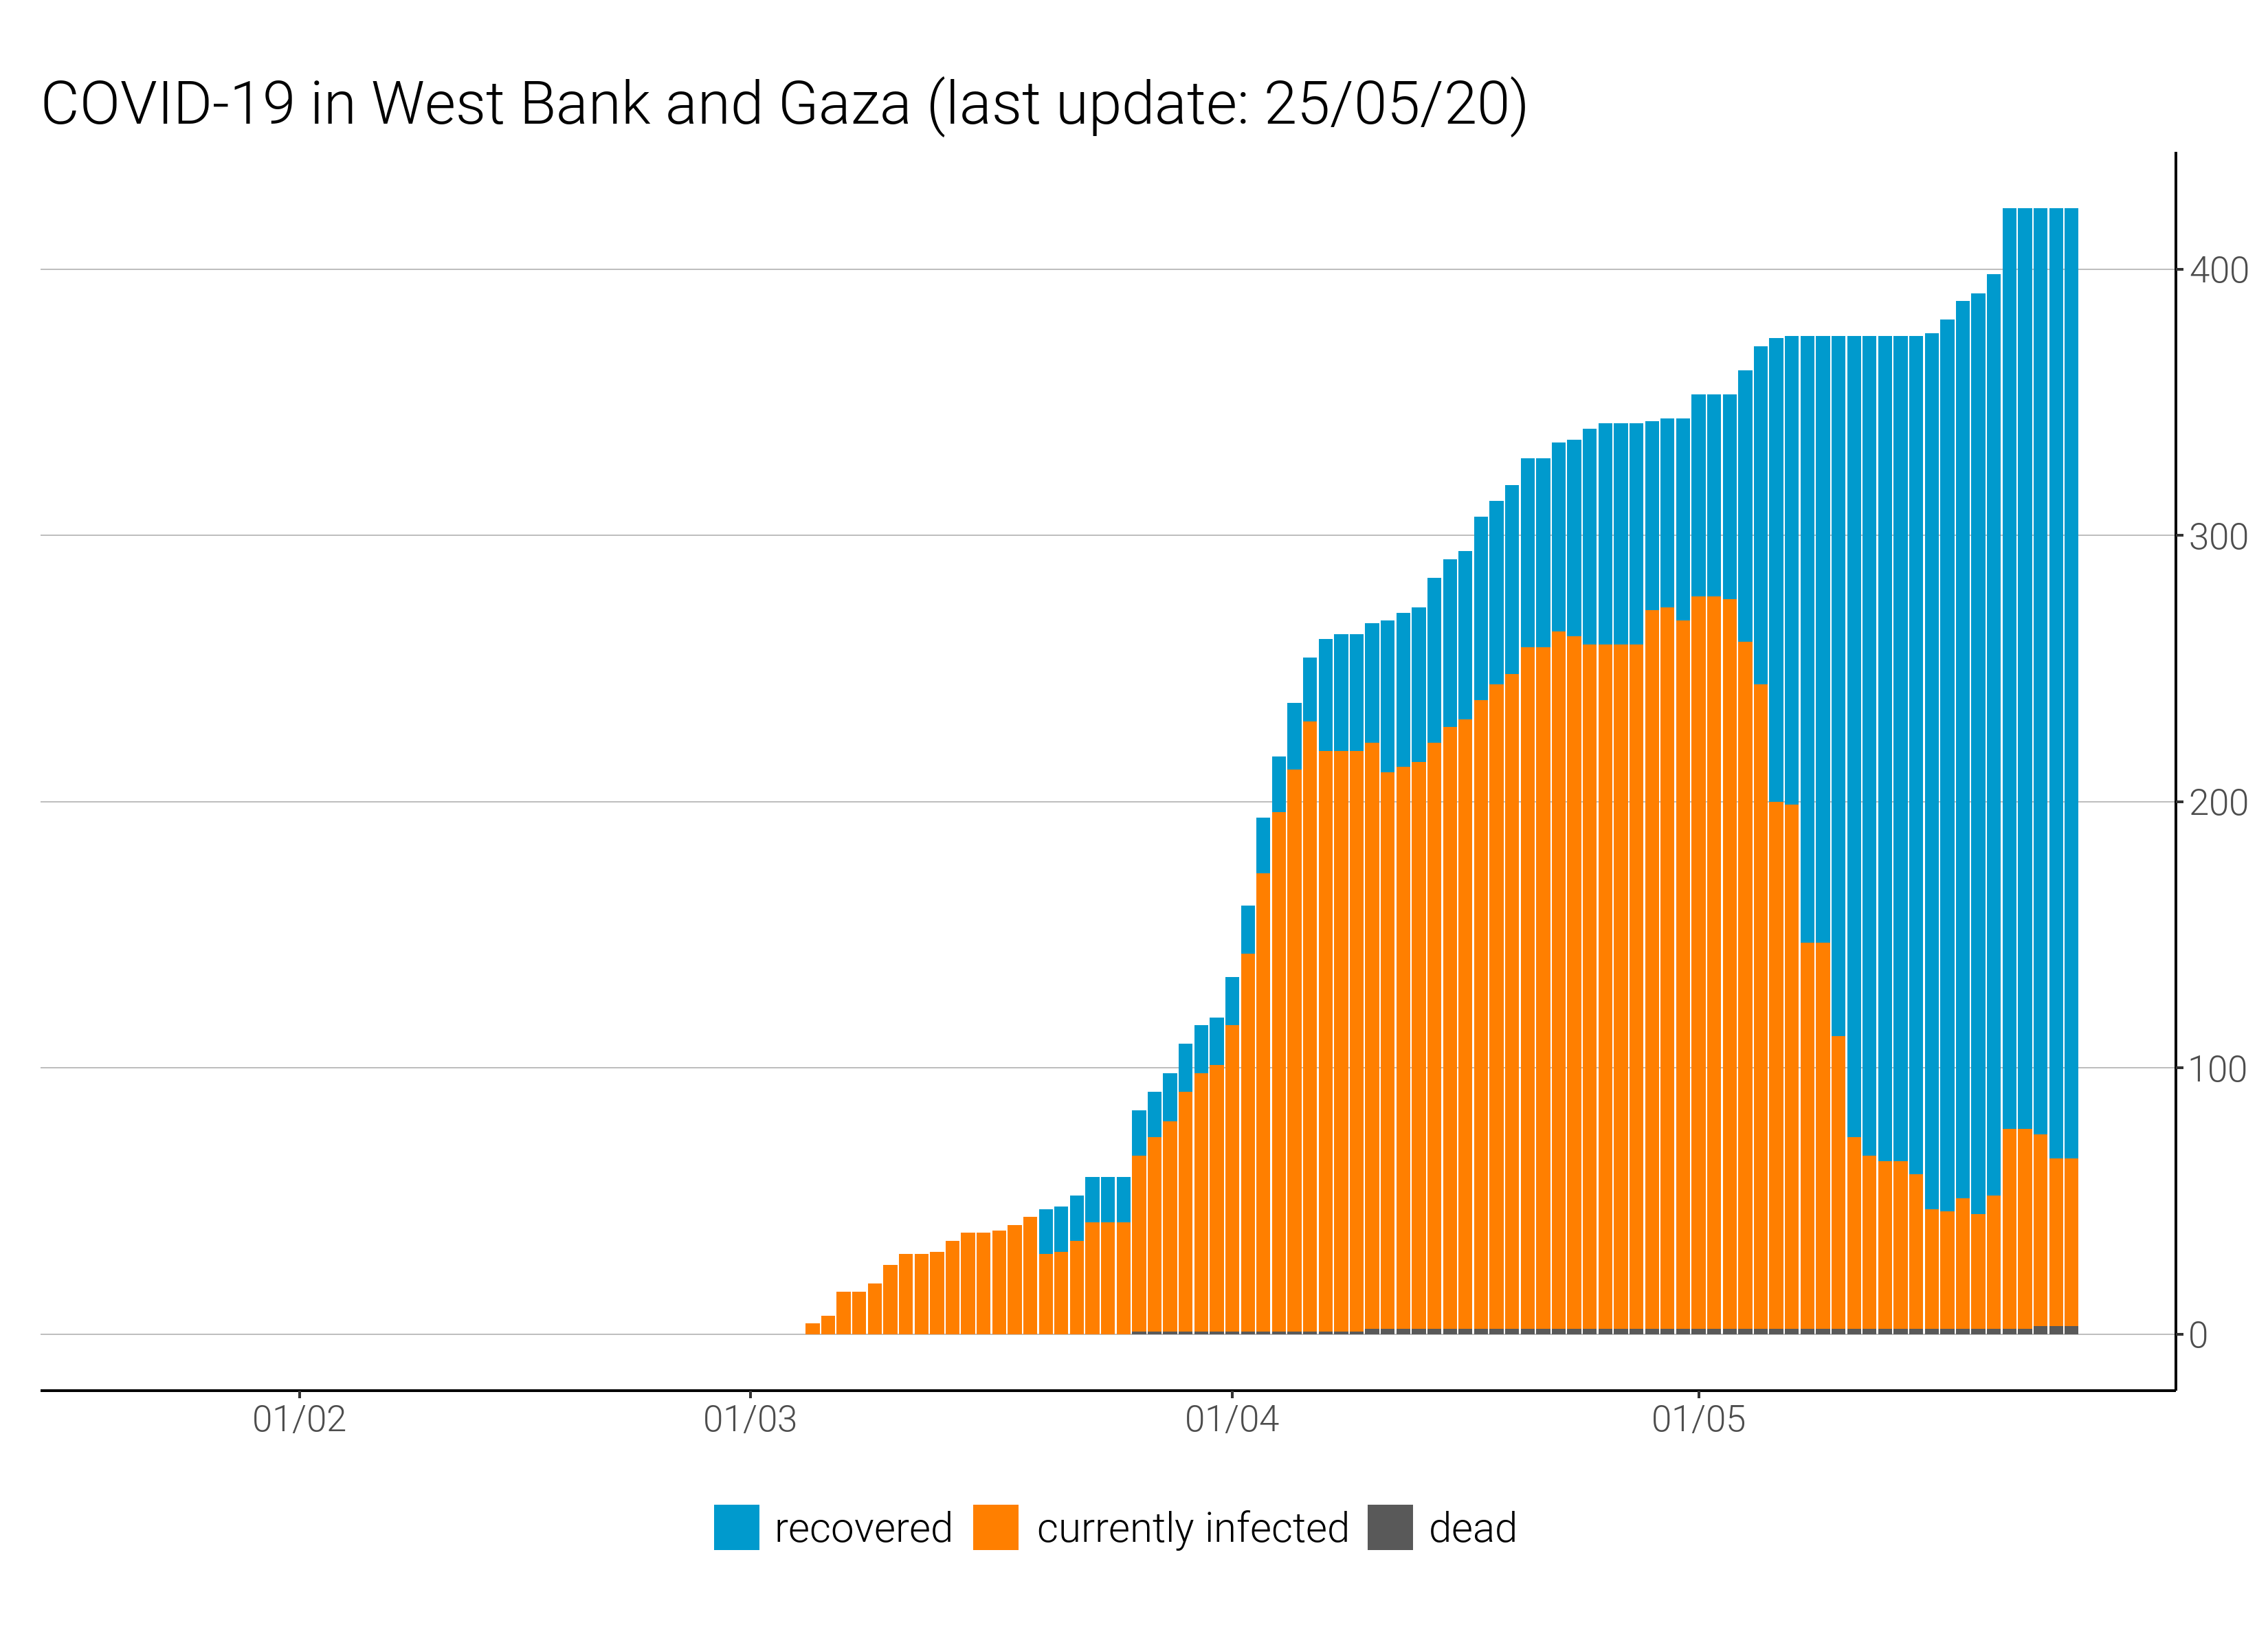 COVID-19 in West Bank and Gaza (last update: 25/05/20)
400
300
200
100
0
01/02 01/03 01/04 01/05
recovered currently infected dead